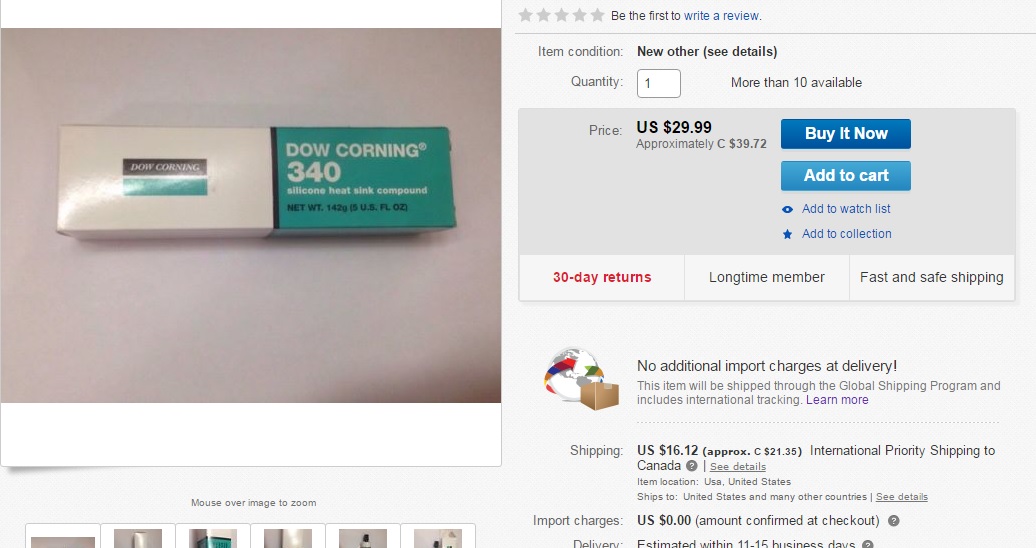 Be the first to write a review.
Item condition: New other (see details)
Quantity: 1 More than 10 available
Price: US $29.99
Approximately C $39.72
Buy It Now
Add to cart
Add to watch list
Add to collection
30-day returns
Longtime member
Fast and safe shipping
DOW CORNING
DOW CORNING®
340
silicone heat sink compound
NET WT. 142g (5 U.S. FL OZ)
No additional import charges at delivery!
This item will be shipped through the Global Shipping Program and
includes international tracking. Learn more
Shipping: US $16.12 (approx. C $21.35) International Priority Shipping to
Canada ? | See details
Item location: Usa, United States
Ships to: United States and many other countries | See details
Mouse over image to zoom
Import charges: US $0.00 (amount confirmed at checkout) ?
Delivery: Estimated within 11-15 business days ?